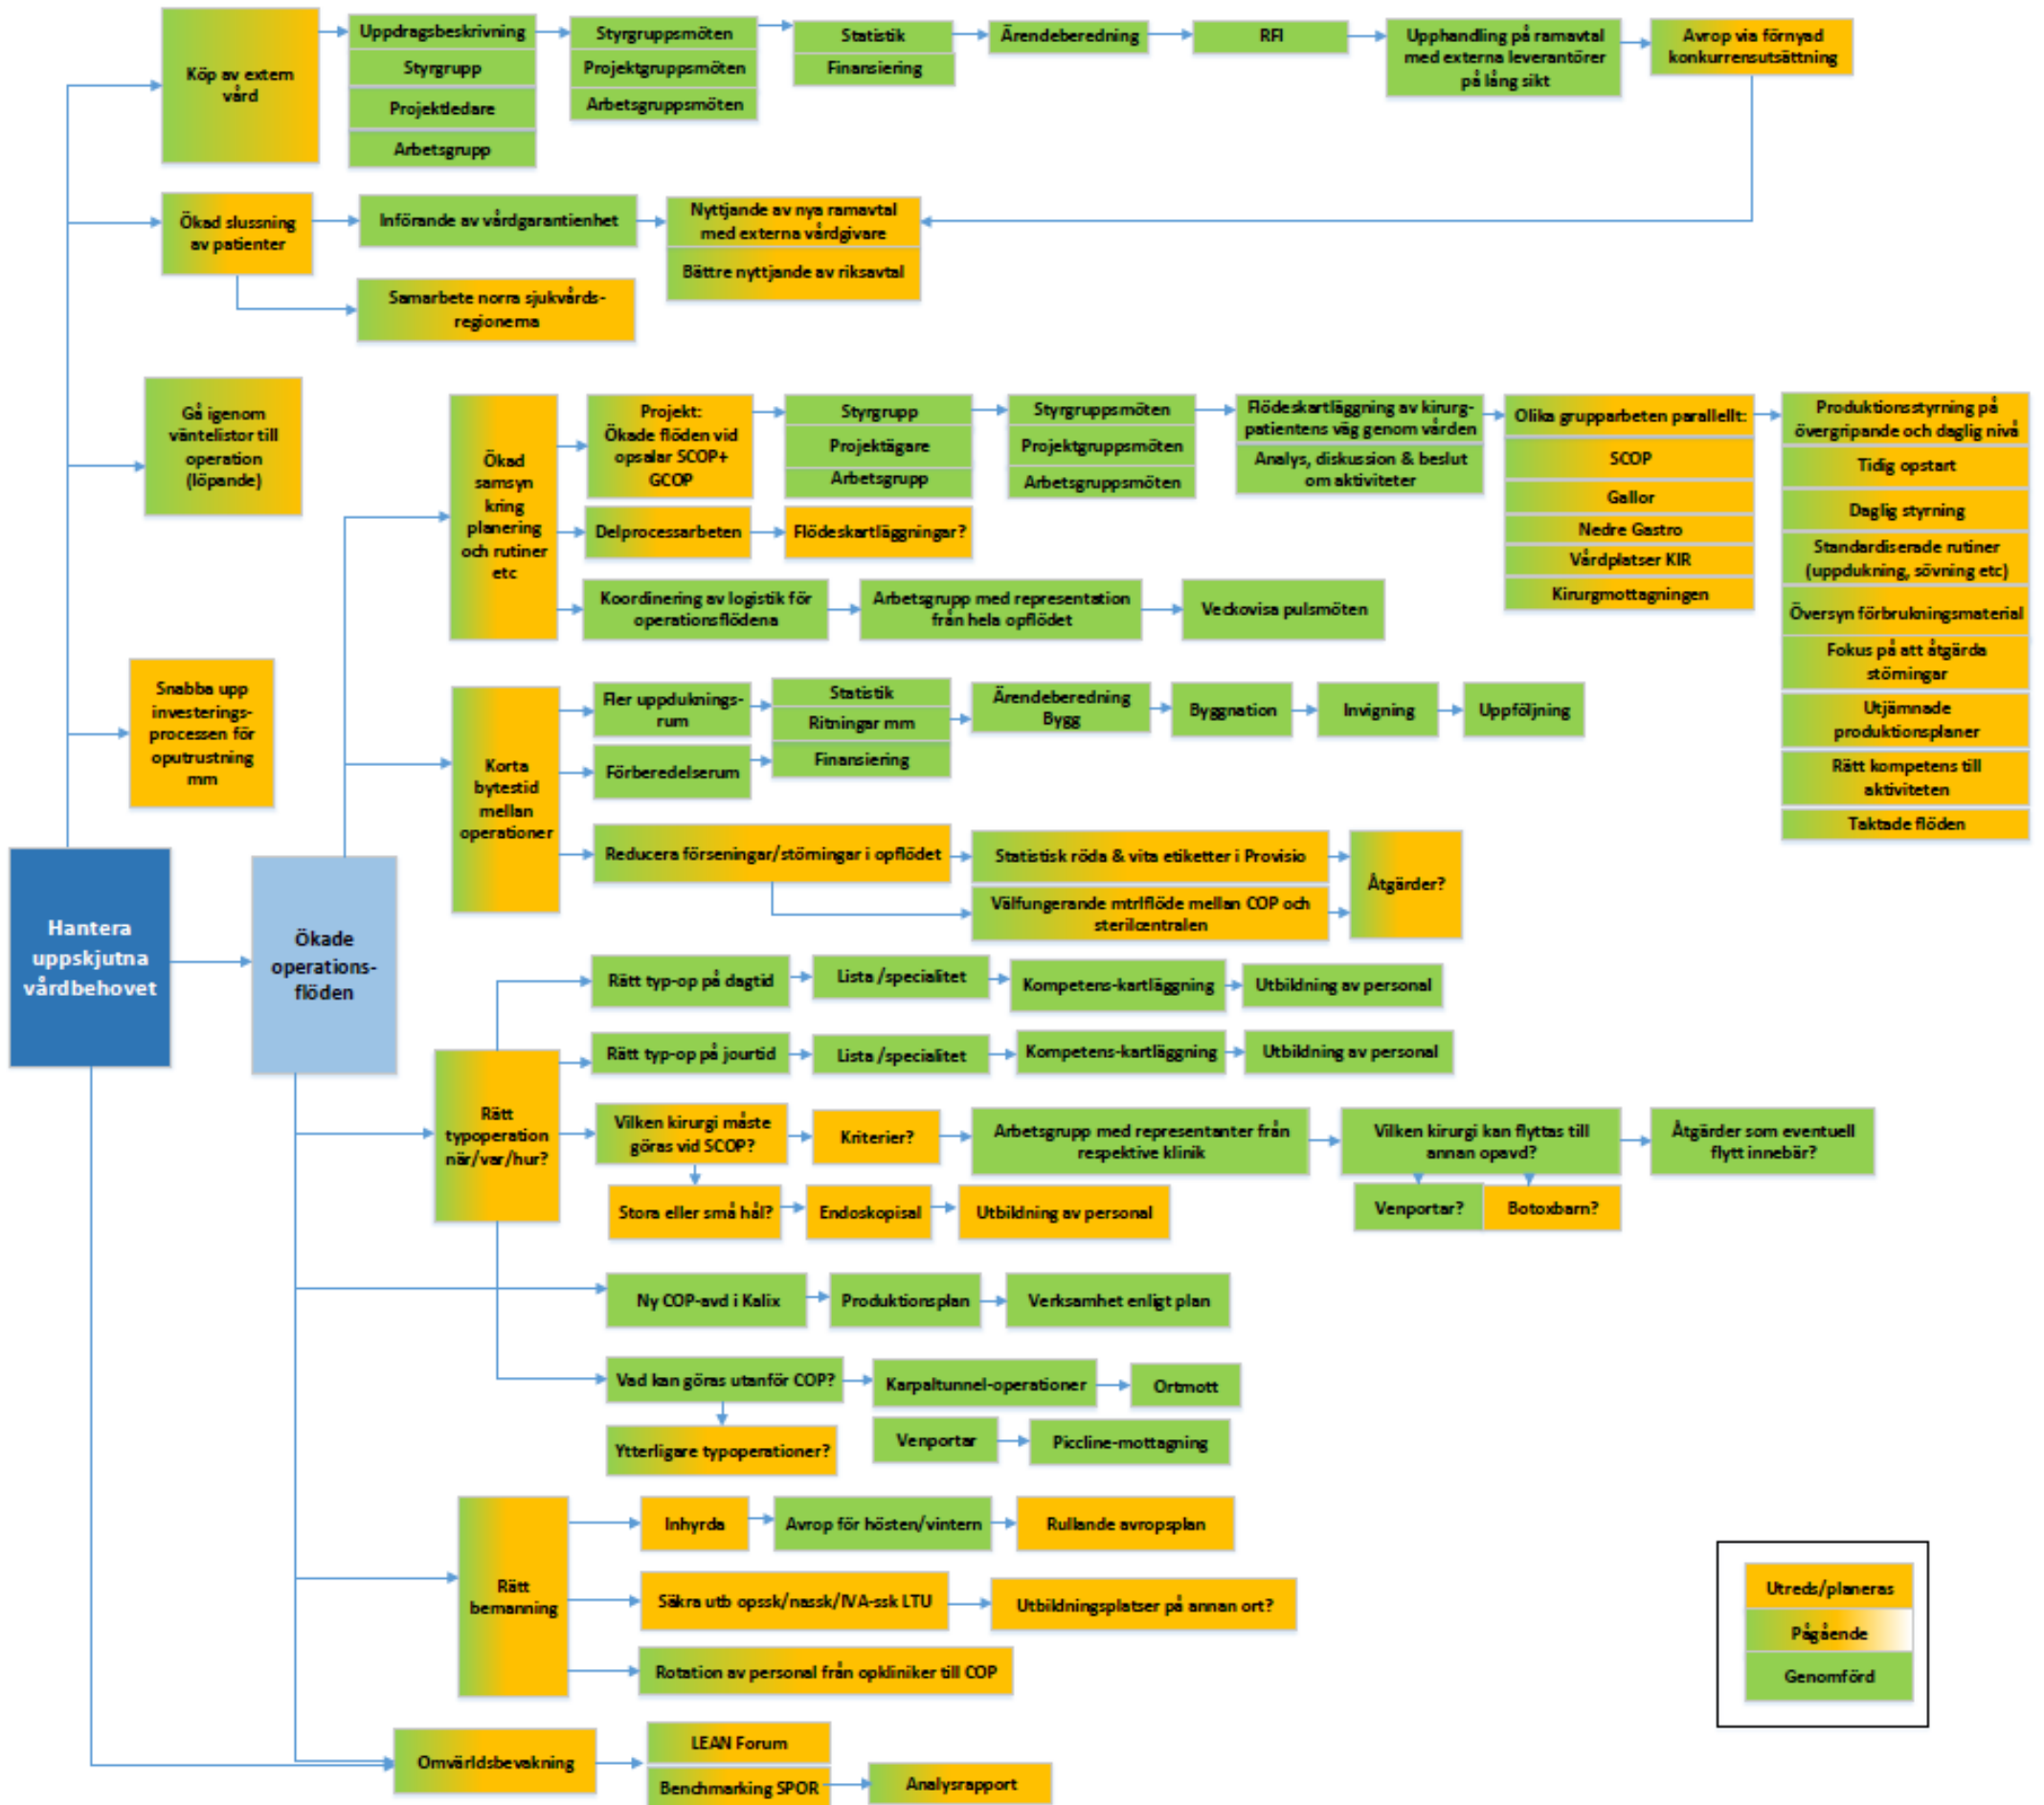 Köp av extern
vård
Uppdragsbeskrivning
Styrgrupp
Projektledare
Arbetsgrupp
Styrgruppsmöten
Projektgruppsmöten
Arbetsgruppsmöten
Statistik
Finansiering
Ärendeberedning
RFI
Upphandling på ramavtal
med externa leverantörer
på lång sikt
Avrop via förnyad
konkurrensutsättning
Ökad slussning
av patienter
Införande av vårdgarantienhet
Nyttjande av nya ramavtal
med externa vårdgivare
Bättre nyttjande av riksavtal
Samarbete norra sjukvårds-
regionerna
Gå igenom
väntelistor till
operation
(löpande)
Snabba upp
investerings-
processen för
oputrustning
mm
Hantera
uppskjutna
vårdbehovet
Ökade
operations-
flöden
Ökad
samsyn
kring
planering
och rutiner
etc
Projekt:
Ökade flöden vid
opsalar SCOP+
GCOP
Styrgrupp
Projektägare
Arbetsgrupp
Styrgruppsmöten
Projektgruppsmöten
Arbetsgruppsmöten
Flödeskartläggning av kirurg-
patientens väg genom vården
Analys, diskussion & beslut
om aktiviteter
Olika grupparbeten parallellt:
SCOP
Gallor
Nedre Gastro
Vårdplatser KIR
Kirurgmottagningen
Produktionsstyrning på
övergripande och daglig nivå
Tidig opstart
Daglig styrning
Standardiserade rutiner
(uppdukning, sövning etc)
Översyn förbrukningsmaterial
Fokus på att åtgärda
störningar
Utjämnade
produktionsplaner
Rätt kompetens till
aktiviteten
Taktade flöden
Delprocessarbeten
Flödeskartläggningar?
Koordinering av logistik för
operationsflödena
Arbetsgrupp med representation
från hela opflödet
Veckovisa pulsmöten
Korta
bytestid
mellan
operationer
Fler uppduknings-
rum
Förberedelserum
Statistik
Ritningar mm
Finansiering
Ärendeberedning
Bygg
Byggnation
Invigning
Uppföljning
Reducera förseningar/störningar i opflödet
Statistisk röda & vita etiketter i Provisio
Välfungerande mtrlflöde mellan COP och
sterilcentralen
Åtgärder?
Rätt
typoperation
när/var/hur?
Rätt typ-op på dagtid
Lista /specialitet
Kompetens-kartläggning
Utbildning av personal
Rätt typ-op på jourtid
Lista /specialitet
Kompetens-kartläggning
Utbildning av personal
Vilken kirurgi måste
göras vid SCOP?
Kriterier?
Arbetsgrupp med representanter från
respektive klinik
Vilken kirurgi kan flyttas till
annan opavd?
Åtgärder som eventuell
flytt innebär?
Venportar?
Botoxbarn?
Stora eller små hål?
Endoskopisal
Utbildning av personal
Ny COP-avd i Kalix
Produktionsplan
Verksamhet enligt plan
Vad kan göras utanför COP?
Karpaltunnel-operationer
Ortmott
Ytterligare typoperationer?
Venportar
Piccline-mottagning
Rätt
bemanning
Inhyrda
Avrop för hösten/vintern
Rullande avropsplan
Säkra utb opssk/nassk/IVA-ssk LTU
Utbildningsplatser på annan ort?
Rotation av personal från opkliniker till COP
Omvärldsbevakning
LEAN Forum
Benchmarking SPOR
Analysrapport
Utreds/planeras
Pågående
Genomförd